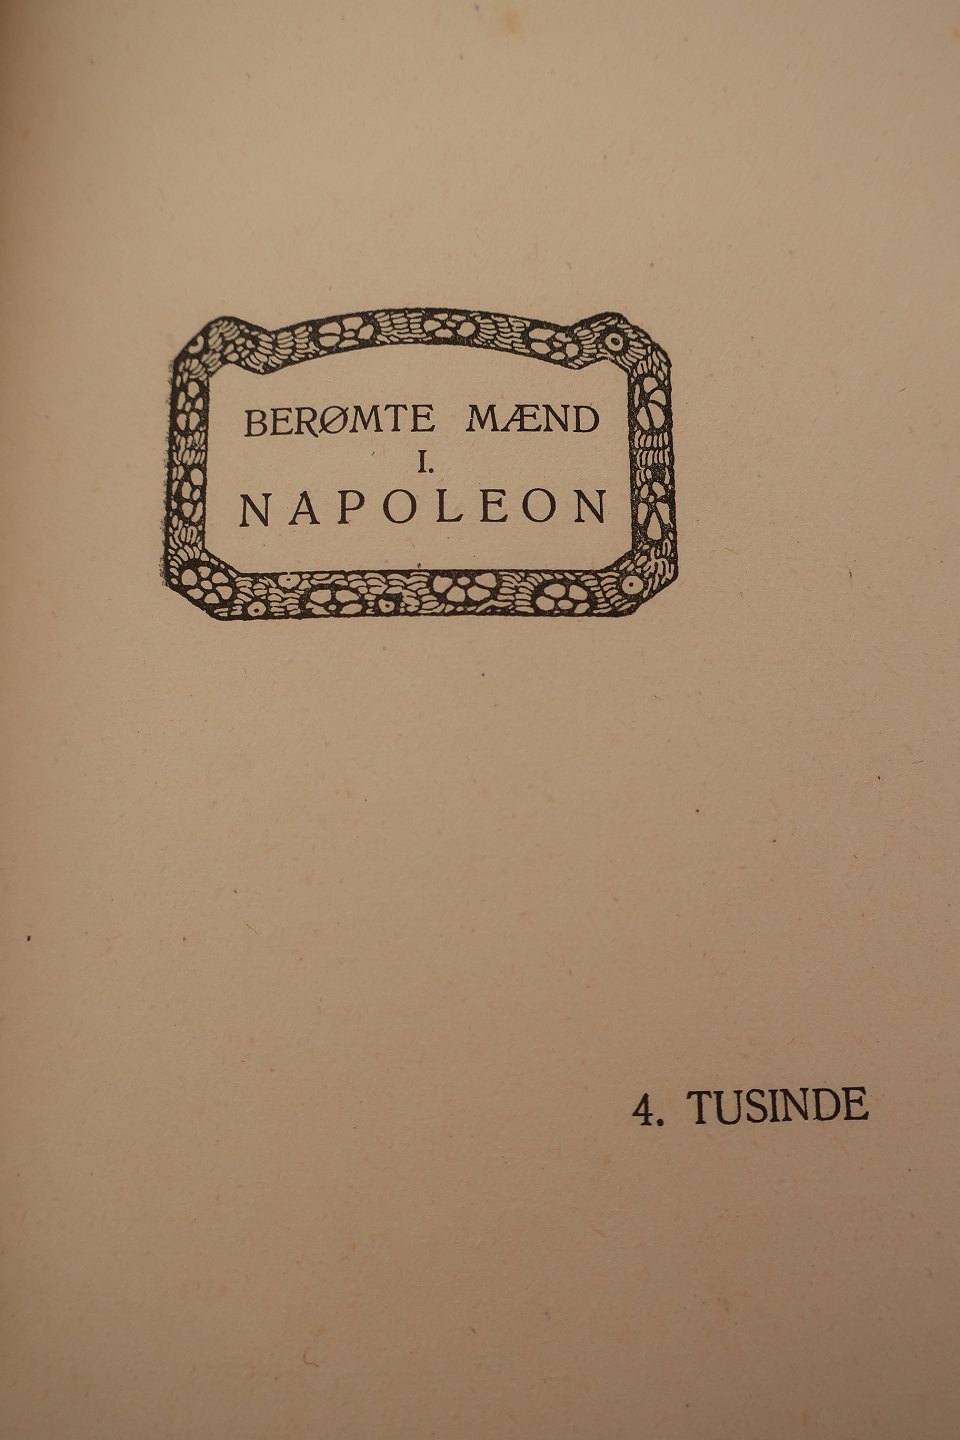 BERØMTE MÆND
I.
NAPOLEON
4. TUSINDE